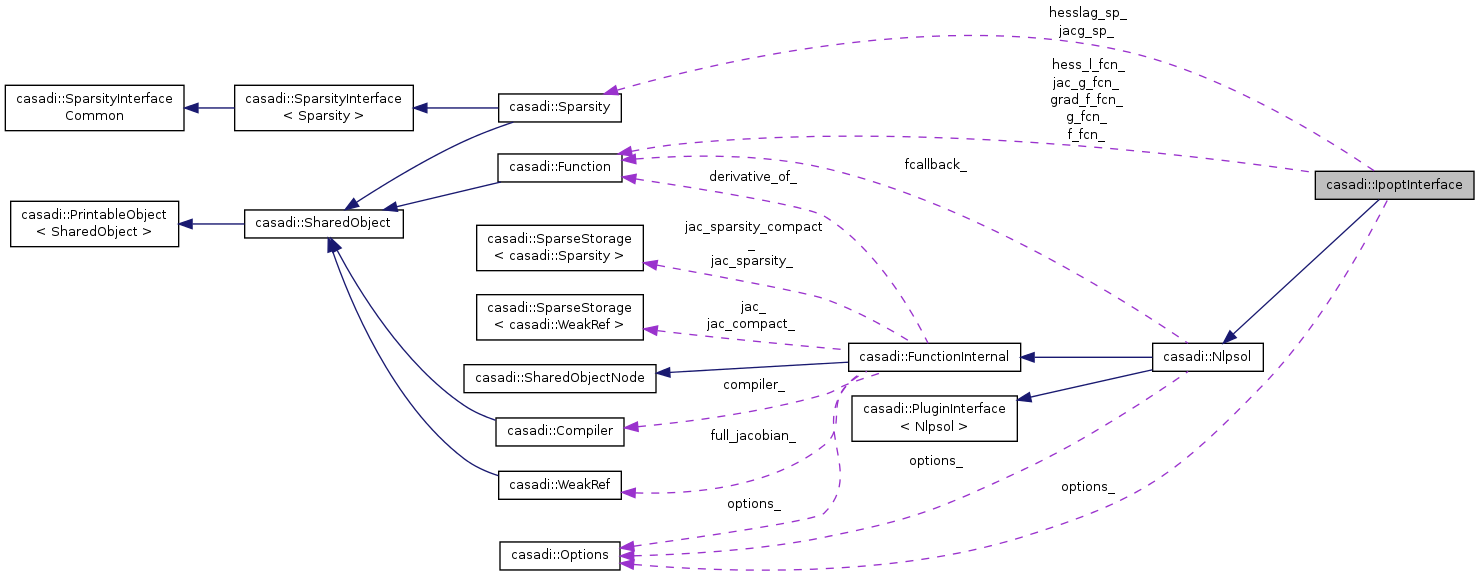 hesslag_sp_
jacg_sp_
hess_l_fcn_
jac_g_fcn_
grad_f_fcn_
g_fcn_
f_fcn_
casadi::SparsityInterface
Common
casadi::SparsityInterface
< Sparsity >
casadi::Sparsity
casadi::Function
fcallback_
derivative_of_
casadi::IpoptInterface
casadi::PrintableObject
< SharedObject >
casadi::SharedObject
casadi::SparseStorage
< casadi::Sparsity >
jac_sparsity_compact
_
jac_sparsity_
casadi::SparseStorage
< casadi::WeakRef >
jac_
jac_compact_
casadi::FunctionInternal
casadi::Nlpsol
casadi::SharedObjectNode
compiler_
casadi::PluginInterface
< Nlpsol >
casadi::Compiler
full_jacobian_
options_
casadi::WeakRef
options_
options_
casadi::Options